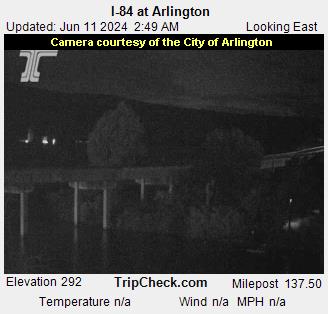 I-84 at Arlington
Updated: Jun 11 2024 2:49 AM Looking East
Camera courtesy of the City of Arlington
Elevation 292 TripCheck.com Milepost 137.50
Temperature n/a Wind n/a MPH n/a